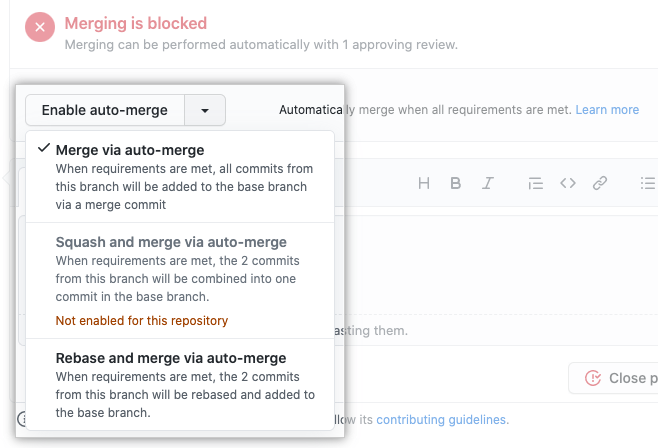 Merging is blocked
Merging can be performed automatically with 1 approving review.
Enable auto-merge
Automatically merge when all requirements are met. Learn more
Merge via auto-merge
When requirements are met, all commits from
this branch will be added to the base branch
via a merge commit
Squash and merge via auto-merge
When requirements are met, the 2 commits
from this branch will be combined into one
commit in the base branch.
Not enabled for this repository
asting them.
Rebase and merge via auto-merge
When requirements are met, the 2 commits
from this branch will be rebased and added to
the base branch.
Close p
llow its contributing guidelines.